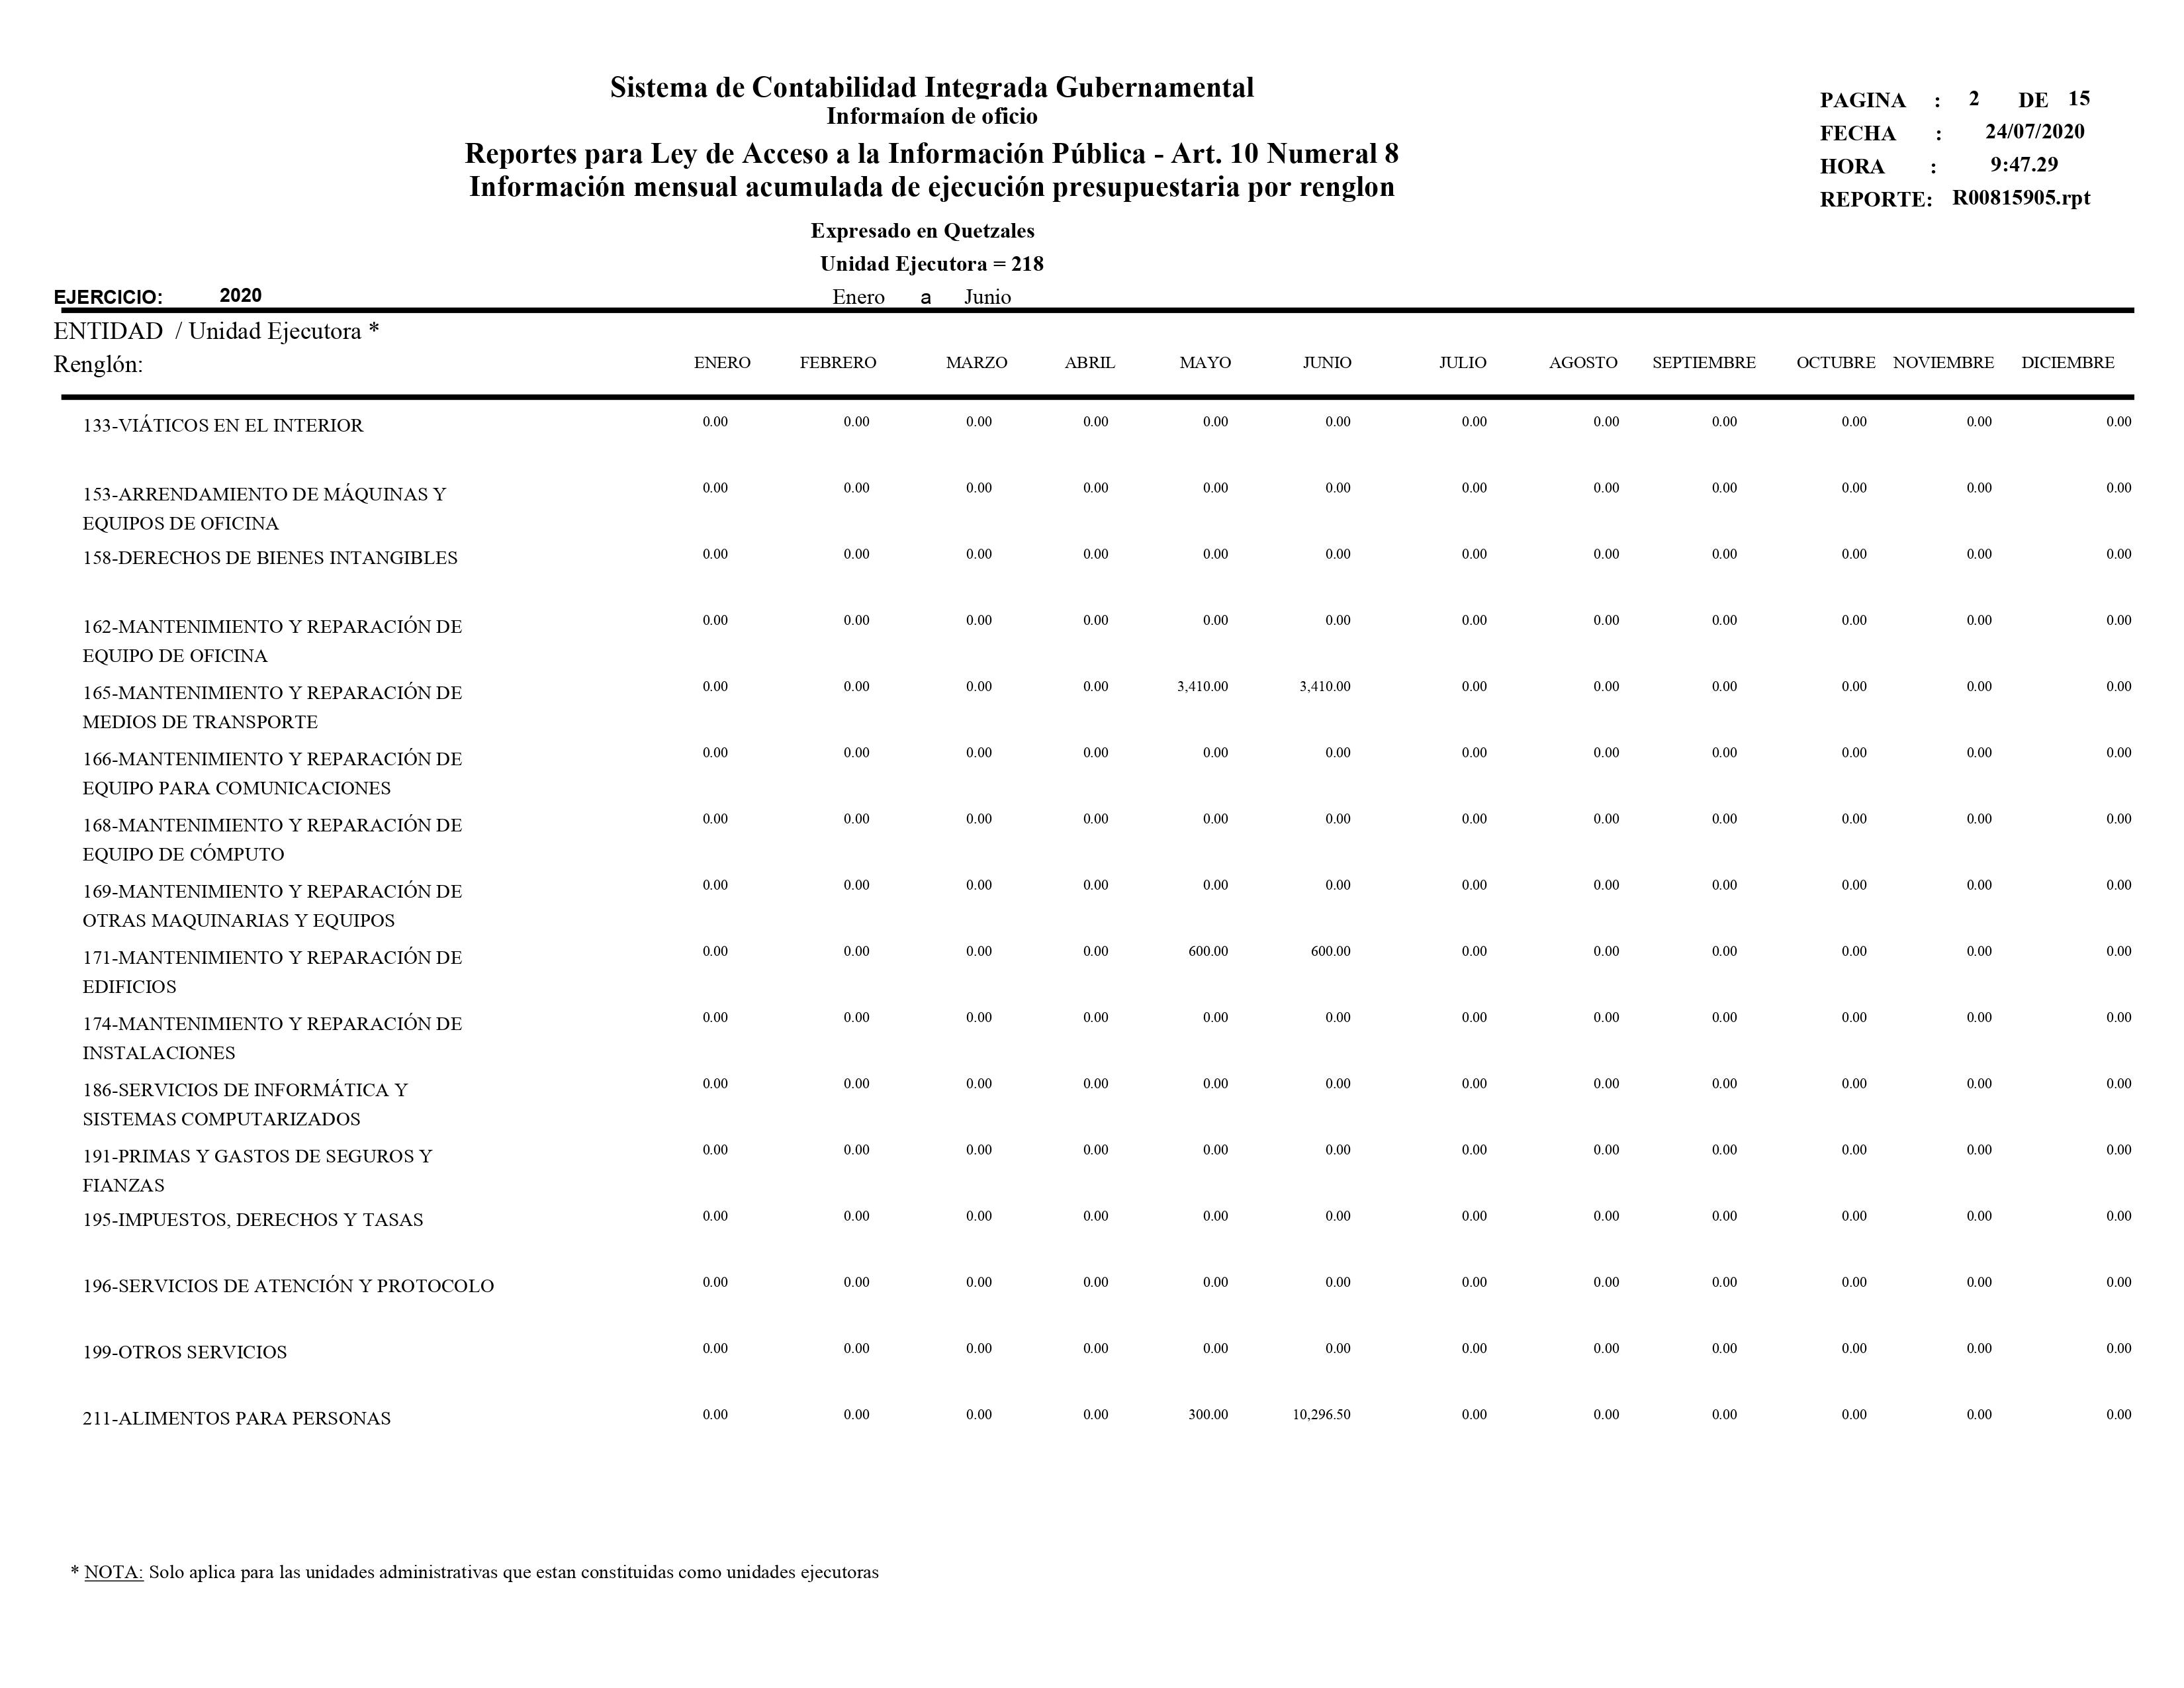 Sistema de Contabilidad Integrada Gubernamental
Informaíon de oficio
Reportes para Ley de Acceso a la Información Pública - Art. 10 Numeral 8
Información mensual acumulada de ejecución presupuestaria por renglon
Expresado en Quetzales
Unidad Ejecutora = 218
PAGINA : 2 DE 15
FECHA : 24/07/2020
HORA : 9:47.29
REPORTE: R00815905.rpt
EJERCICIO: 2020 Enero a Junio
ENTIDAD / Unidad Ejecutora *
Renglón: ENERO FEBRERO MARZO ABRIL MAYO JUNIO JULIO AGOSTO SEPTIEMBRE OCTUBRE NOVIEMBRE DICIEMBRE
133-VIÁTICOS EN EL INTERIOR 0.00 0.00 0.00 0.00 0.00 0.00 0.00 0.00 0.00 0.00 0.00 0.00
153-ARRENDAMIENTO DE MÁQUINAS Y 0.00 0.00 0.00 0.00 0.00 0.00 0.00 0.00 0.00 0.00 0.00 0.00
EQUIPOS DE OFICINA
158-DERECHOS DE BIENES INTANGIBLES 0.00 0.00 0.00 0.00 0.00 0.00 0.00 0.00 0.00 0.00 0.00 0.00
162-MANTENIMIENTO Y REPARACIÓN DE 0.00 0.00 0.00 0.00 0.00 0.00 0.00 0.00 0.00 0.00 0.00 0.00
EQUIPO DE OFICINA
165-MANTENIMIENTO Y REPARACIÓN DE 0.00 0.00 0.00 0.00 3,410.00 3,410.00 0.00 0.00 0.00 0.00 0.00 0.00
MEDIOS DE TRANSPORTE
166-MANTENIMIENTO Y REPARACIÓN DE 0.00 0.00 0.00 0.00 0.00 0.00 0.00 0.00 0.00 0.00 0.00 0.00
EQUIPO PARA COMUNICACIONES
168-MANTENIMIENTO Y REPARACIÓN DE 0.00 0.00 0.00 0.00 0.00 0.00 0.00 0.00 0.00 0.00 0.00 0.00
EQUIPO DE CÓMPUTO
169-MANTENIMIENTO Y REPARACIÓN DE 0.00 0.00 0.00 0.00 0.00 0.00 0.00 0.00 0.00 0.00 0.00 0.00
OTRAS MAQUINARIAS Y EQUIPOS
171-MANTENIMIENTO Y REPARACIÓN DE 0.00 0.00 0.00 0.00 600.00 600.00 0.00 0.00 0.00 0.00 0.00 0.00
EDIFICIOS
174-MANTENIMIENTO Y REPARACIÓN DE 0.00 0.00 0.00 0.00 0.00 0.00 0.00 0.00 0.00 0.00 0.00 0.00
INSTALACIONES
186-SERVICIOS DE INFORMÁTICA Y 0.00 0.00 0.00 0.00 0.00 0.00 0.00 0.00 0.00 0.00 0.00 0.00
SISTEMAS COMPUTARIZADOS
191-PRIMAS Y GASTOS DE SEGUROS Y 0.00 0.00 0.00 0.00 0.00 0.00 0.00 0.00 0.00 0.00 0.00 0.00
FIANZAS
195-IMPUESTOS, DERECHOS Y TASAS 0.00 0.00 0.00 0.00 0.00 0.00 0.00 0.00 0.00 0.00 0.00 0.00
196-SERVICIOS DE ATENCIÓN Y PROTOCOLO 0.00 0.00 0.00 0.00 0.00 0.00 0.00 0.00 0.00 0.00 0.00 0.00
199-OTROS SERVICIOS 0.00 0.00 0.00 0.00 0.00 0.00 0.00 0.00 0.00 0.00 0.00 0.00
211-ALIMENTOS PARA PERSONAS 0.00 0.00 0.00 0.00 300.00 10,296.50 0.00 0.00 0.00 0.00 0.00 0.00
* NOTA: Solo aplica para las unidades administrativas que estan constituidas como unidades ejecutoras